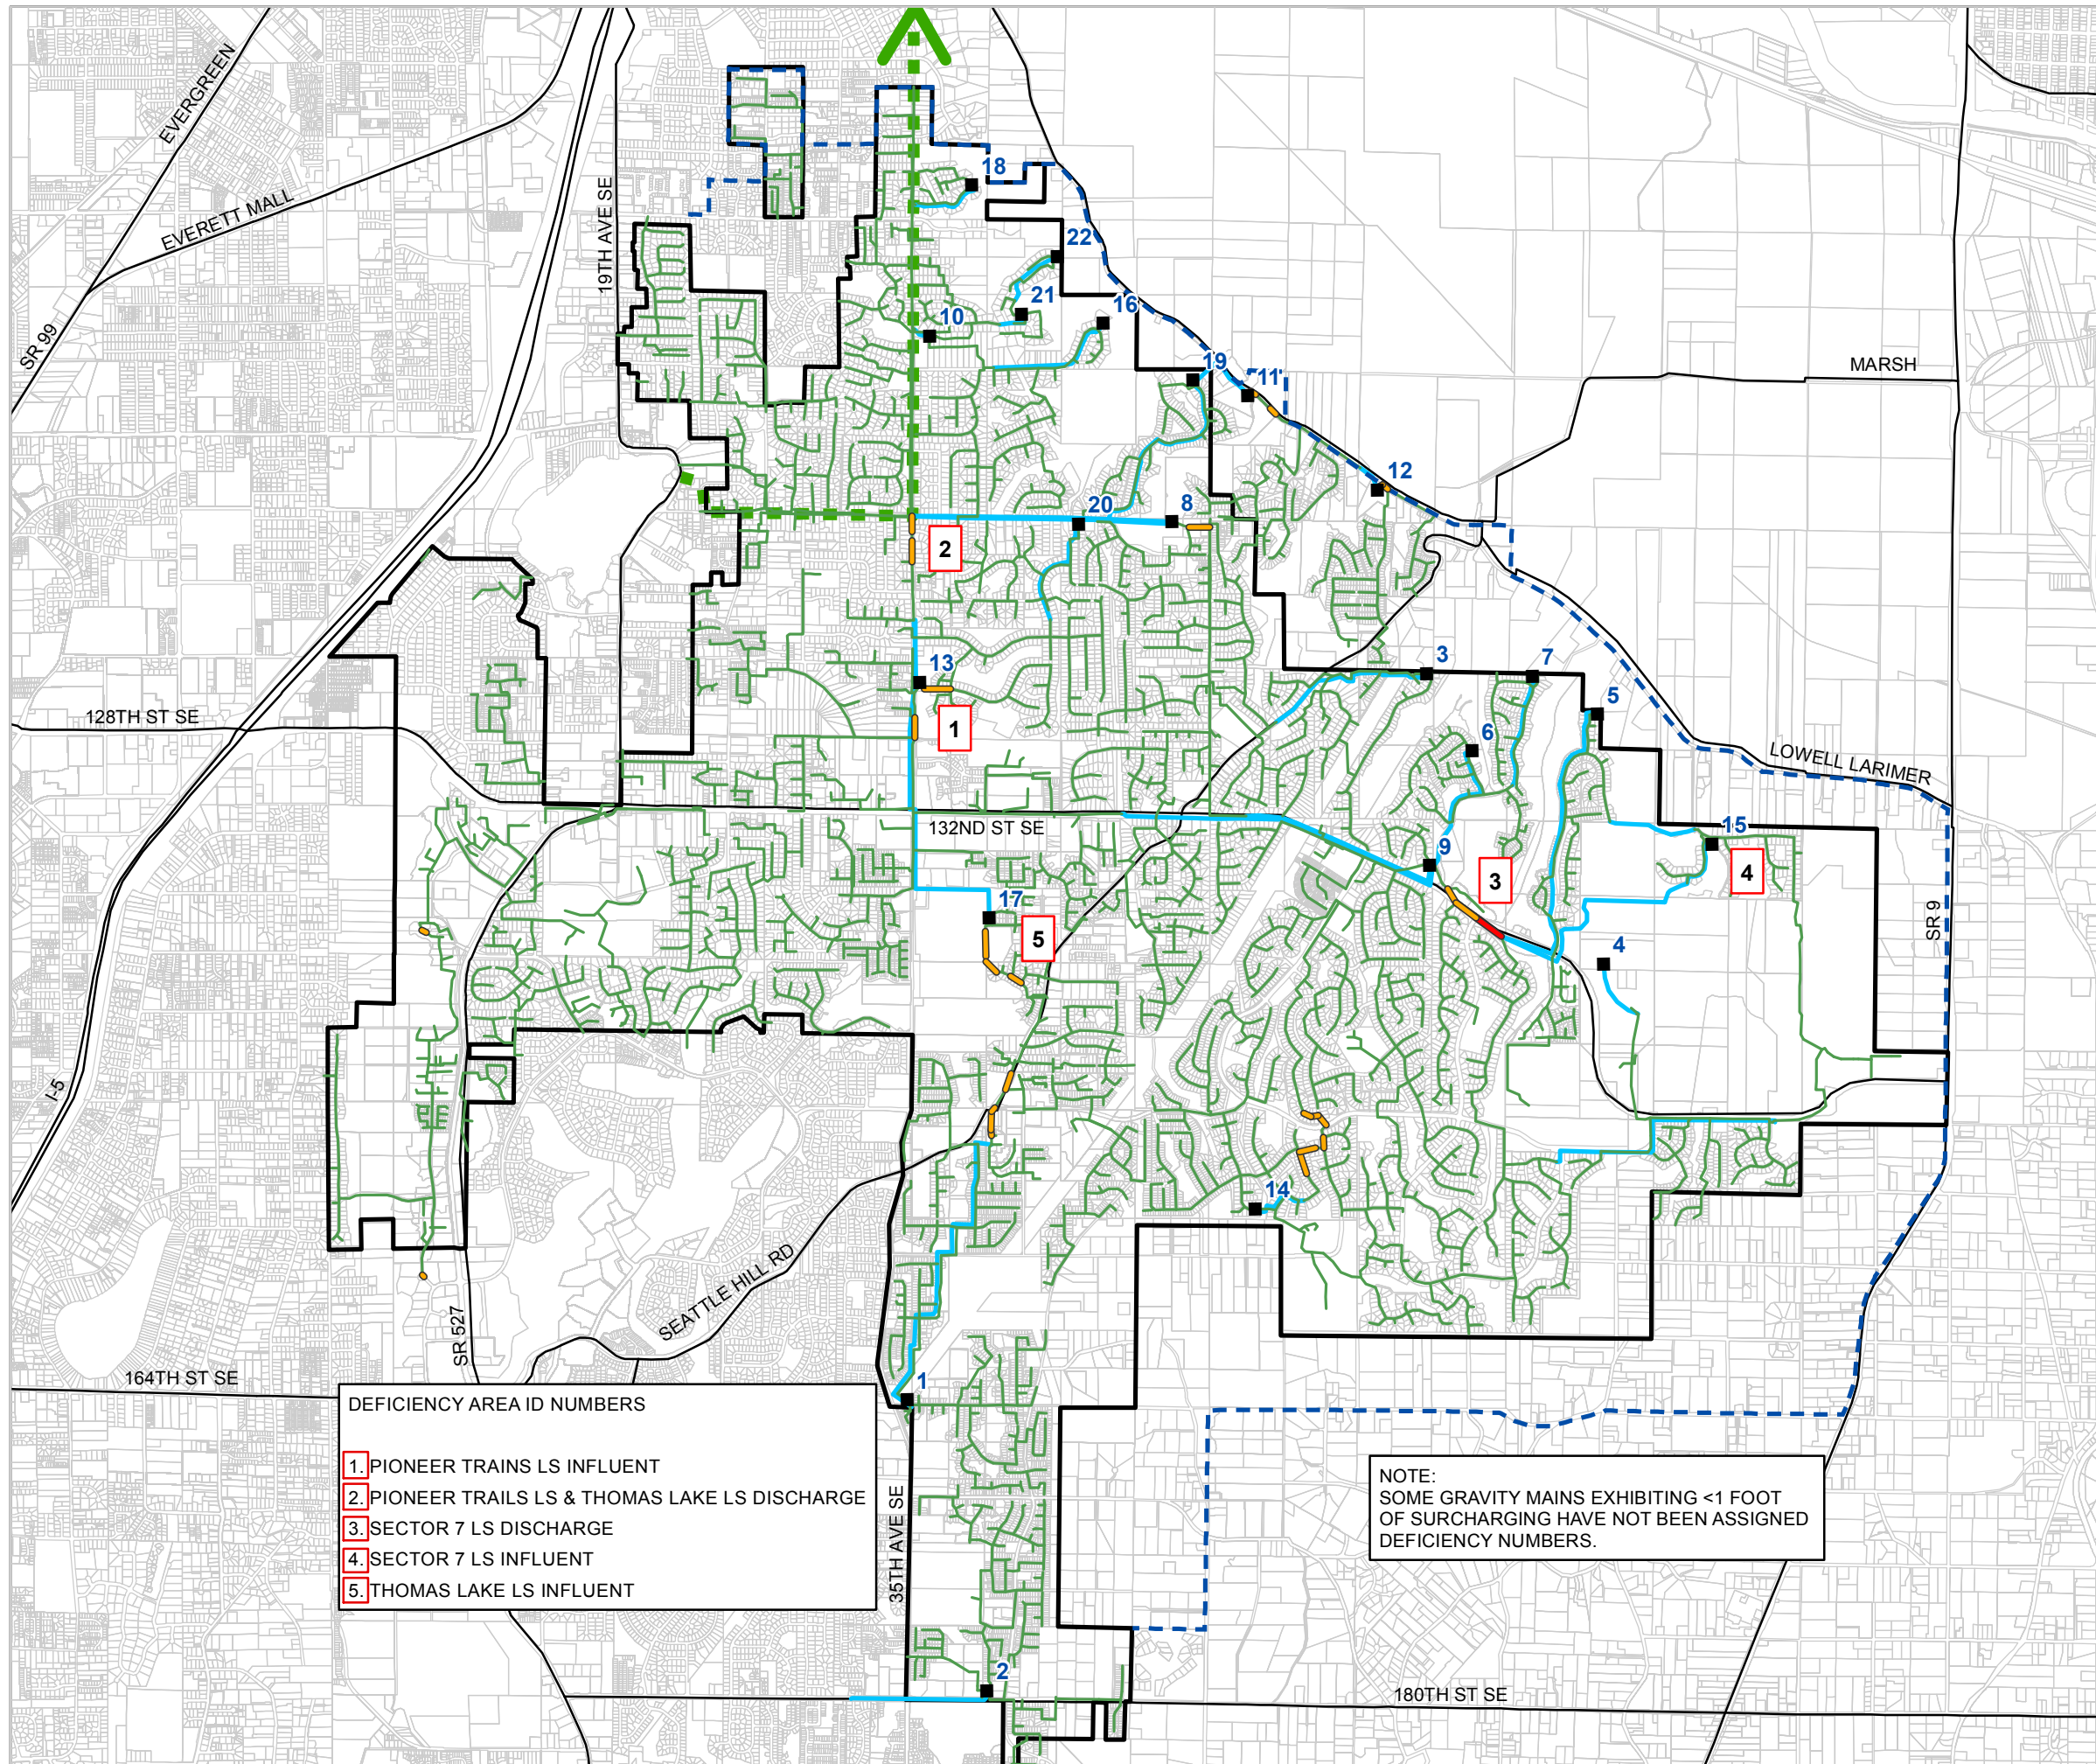 EVERGREEN
EVERETT MALL
19TH AVE SE
SR 99
18
22
21
16
10
19
11
MARSH
12
20
8
2
13
3
7
5
1
6
128TH ST SE
LOWELL LARIMER
132ND ST SE
15
9
3
4
17
5
4
SR 9
I-5
14
SEATTLE HILL RD
SR 527
164TH ST SE
1
DEFICIENCY AREA ID NUMBERS
1. PIONEER TRAINS LS INFLUENT
2. PIONEER TRAILS LS & THOMAS LAKE LS DISCHARGE
3. SECTOR 7 LS DISCHARGE
4. SECTOR 7 LS INFLUENT
5. THOMAS LAKE LS INFLUENT
35TH AVE SE
NOTE:
SOME GRAVITY MAINS EXHIBITING <1 FOOT
OF SURCHARGING HAVE NOT BEEN ASSIGNED
DEFICIENCY NUMBERS.
2
180TH ST SE